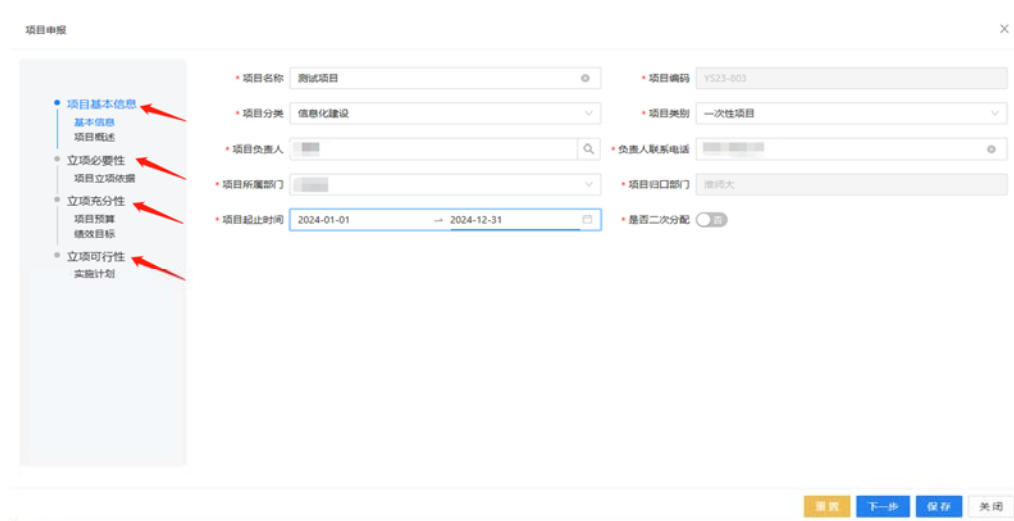 项目申报
项目基本信息
基本信息
项目概述
立项必要性
项目立项依据
立项充分性
项目预算
绩效目标
立项可行性
实施计划
* 项目名称 测试项目 * 项目编码 YS23-003
* 项目分类 信息化建设 * 项目类别 一次性项目
* 项目负责人 * 负责人联系电话
* 项目所属部门 * 项目归口部门 淮师大
* 项目起止时间 2024-01-01 → 2024-12-31 * 是否二次分配 否
重置 下一步 保存 关闭